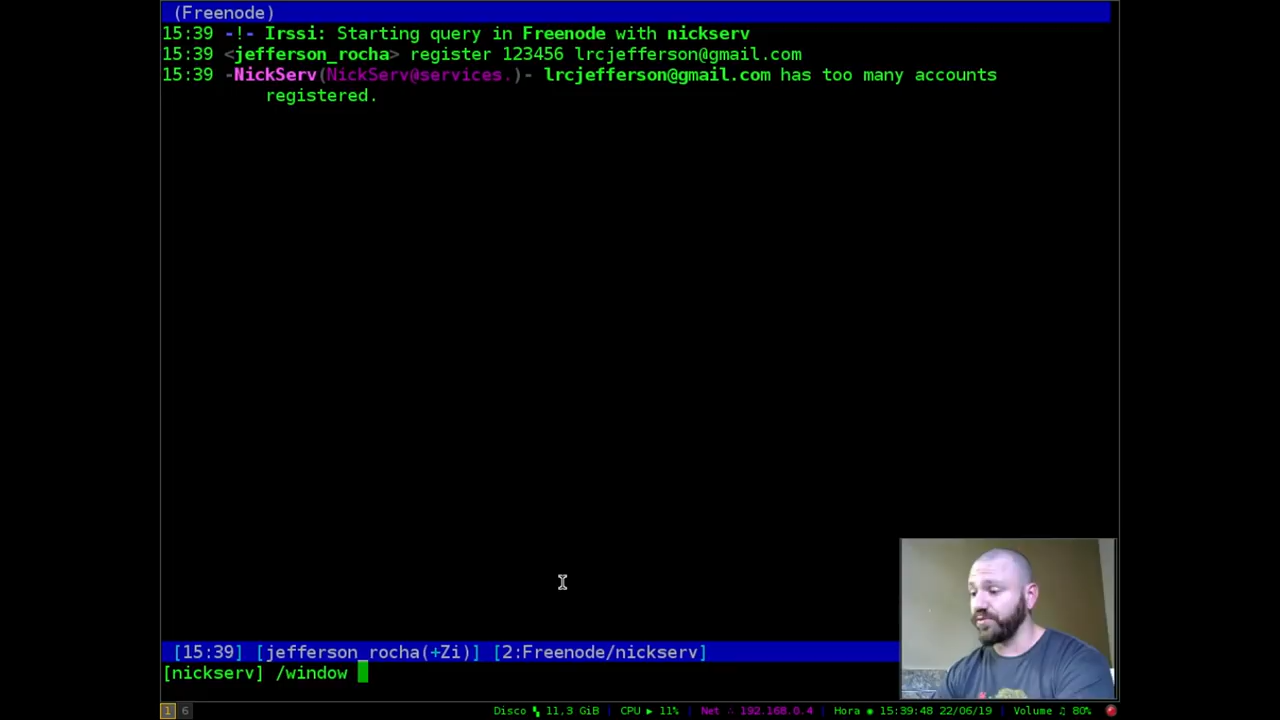 (Freenode)
15:39 -!- Irssi: Starting query in Freenode with nickserv
15:39 <jefferson_rocha> register 123456 lrcjefferson@gmail.com
15:39 -NickServ(NickServ@services.)- lrcjefferson@gmail.com has too many accounts
registered.
[15:39] [jefferson_rocha(+Zi)] [2:Freenode/nickserv]
[nickserv] /window
1 6 Disco ▚ 11,3 GiB | CPU ▶ 11% | Net ∴ 192.168.0.4 | Hora ◉ 15:39:48 22/06/19 | Volume ♫ 80%